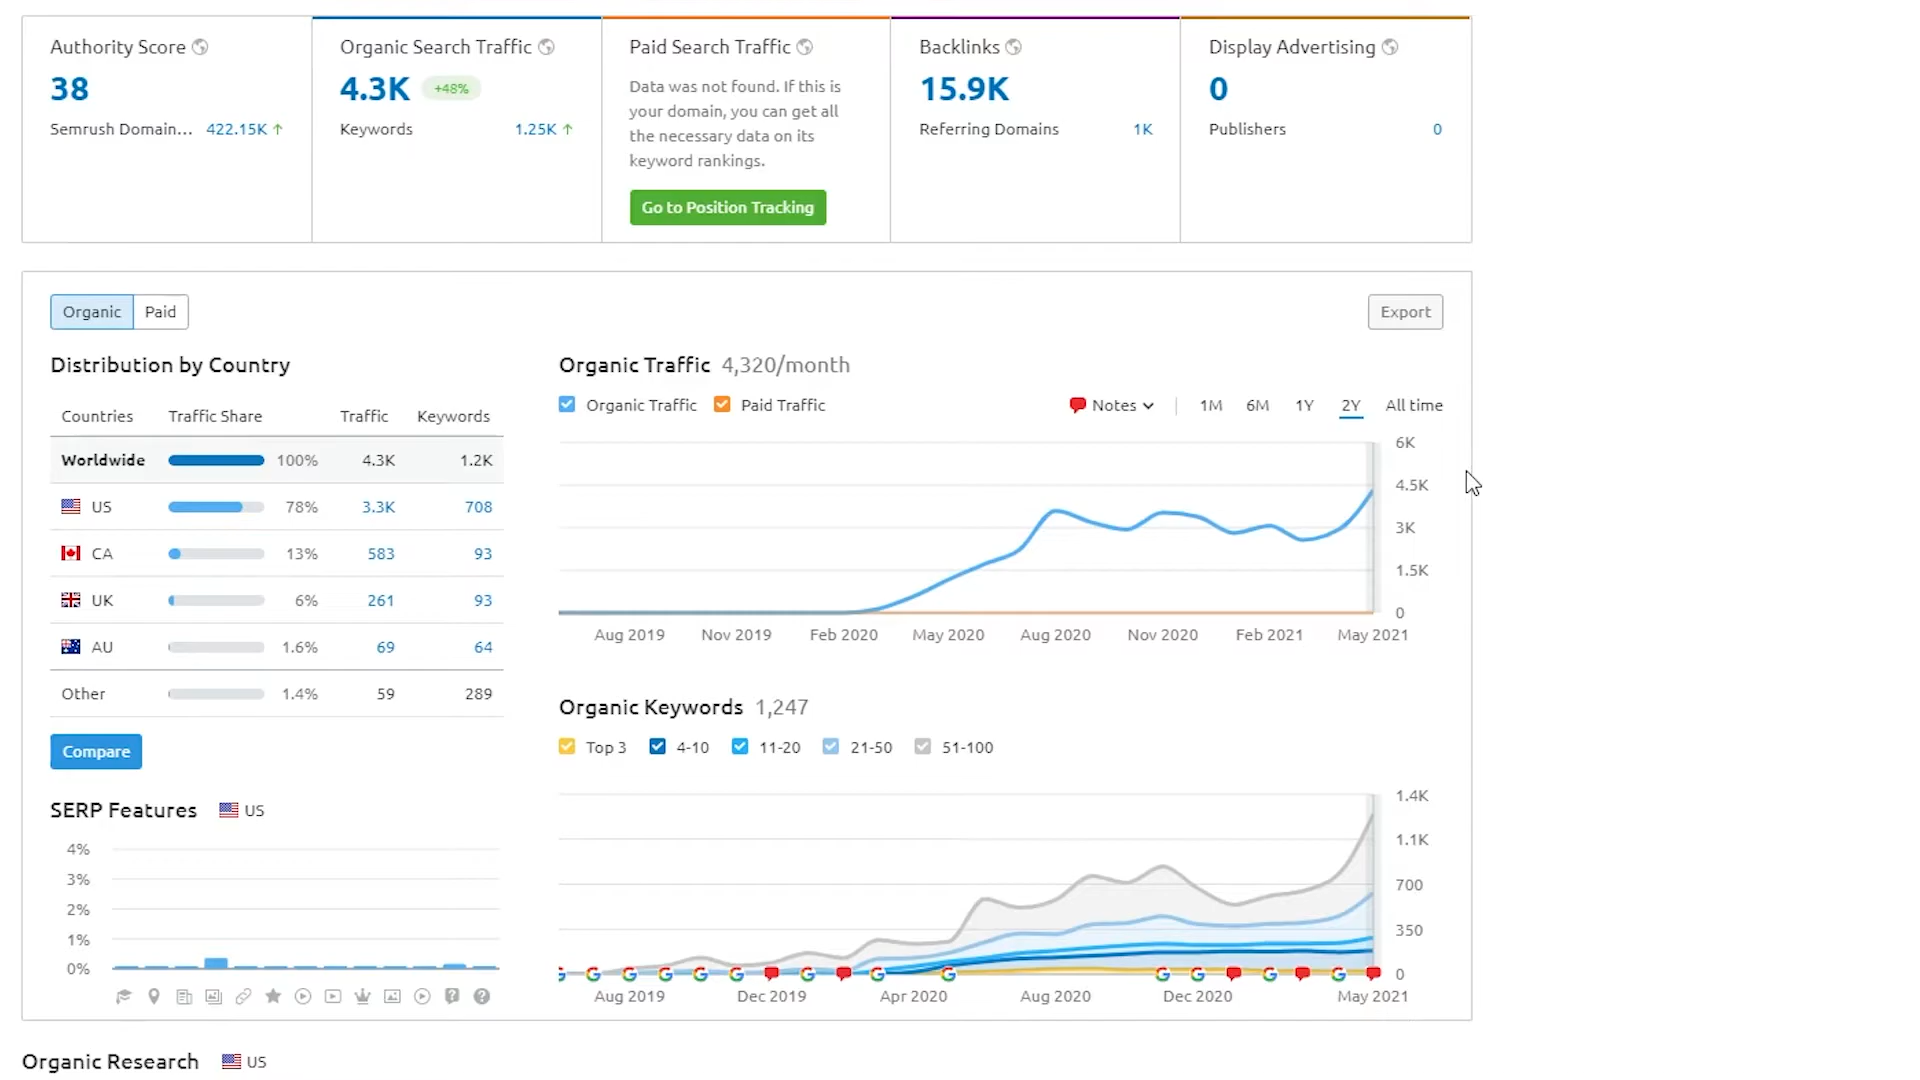 Authority Score
38
Semrush Domain... 422.15K ↑
Organic Search Traffic
4.3K +48%
Keywords 1.25K ↑
Paid Search Traffic
Data was not found. If this is
your domain, you can get all
the necessary data on its
keyword rankings.
Go to Position Tracking
Backlinks
15.9K
Referring Domains 1K
Display Advertising
0
Publishers 0
Organic Paid
Export
Distribution by Country
Countries Traffic Share Traffic Keywords
Worldwide 100% 4.3K 1.2K
US 78% 3.3K 708
CA 13% 583 93
UK 6% 261 93
AU 1.6% 69 64
Other 1.4% 59 289
Compare
SERP Features US
4%
3%
2%
1%
0%
Organic Traffic 4,320/month
Organic Traffic Paid Traffic
Notes 1M 6M 1Y 2Y All time
6K
4.5K
3K
1.5K
0
Aug 2019 Nov 2019 Feb 2020 May 2020 Aug 2020 Nov 2020 Feb 2021 May 2021
Organic Keywords 1,247
Top 3 4-10 11-20 21-50 51-100
1.4K
1.1K
700
350
0
Aug 2019 Dec 2019 Apr 2020 Aug 2020 Dec 2020 May 2021
Organic Research US